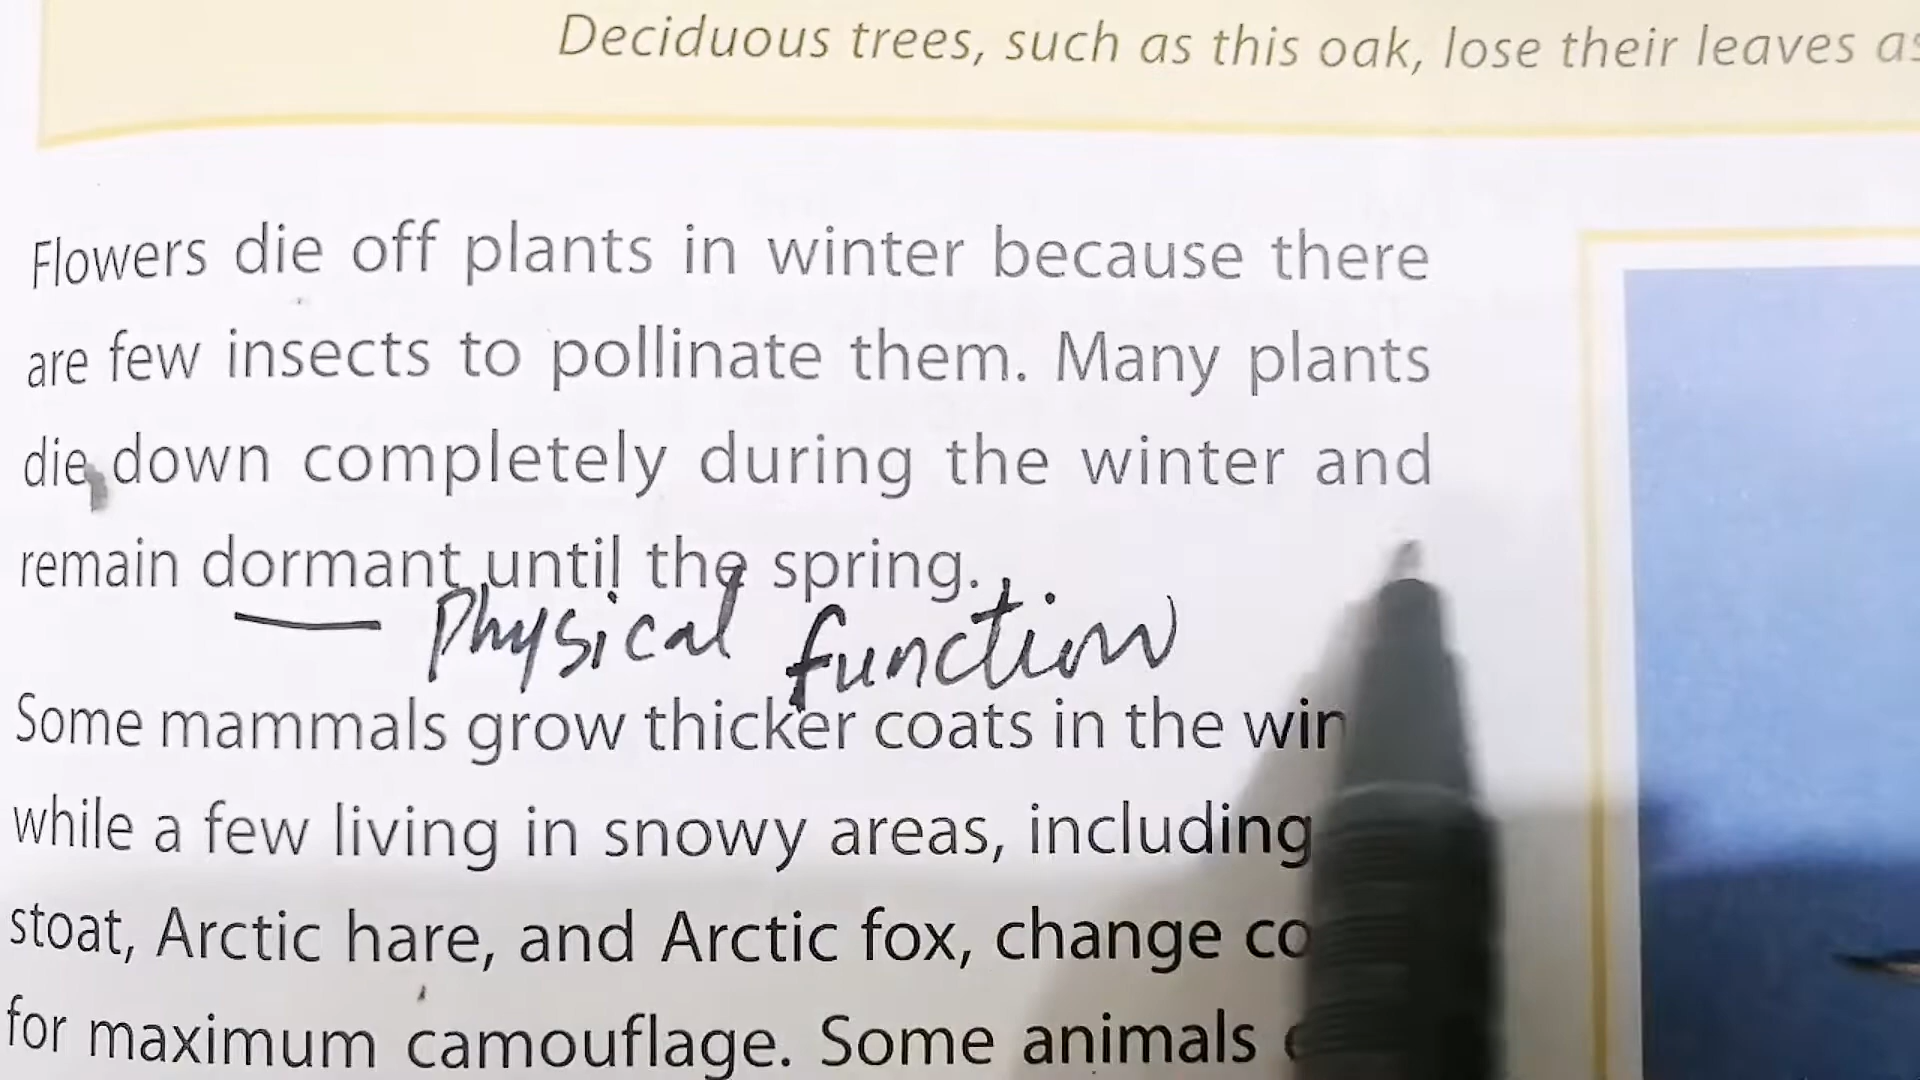 Deciduous trees, such as this oak, lose their leaves
Flowers die off plants in winter because there
are few insects to pollinate them. Many plants
die down completely during the winter and
remain dormant until the spring.
Physical function
Some mammals grow thicker coats in the
while a few living in snowy areas, including
stoat, Arctic hare, and Arctic fox, change
for maximum camouflage. Some animals